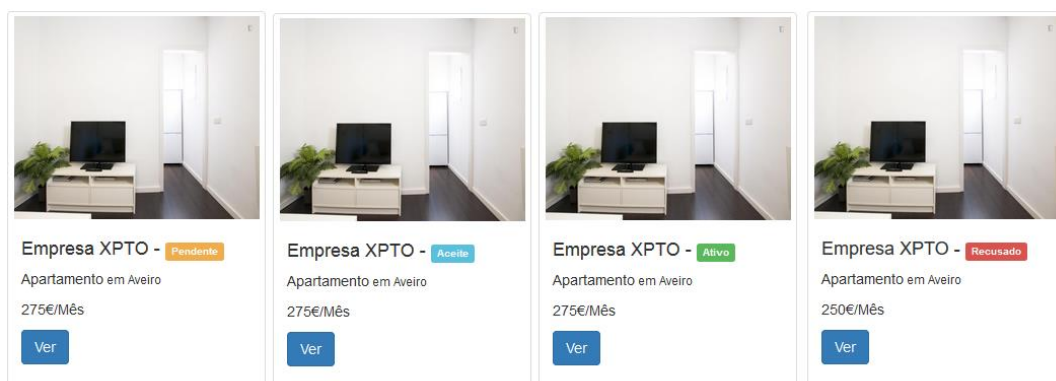 Empresa XPTO - Pendente
Apartamento em Aveiro
275€/Mês
Ver
Empresa XPTO - Aceite
Apartamento em Aveiro
275€/Mês
Ver
Empresa XPTO - Ativo
Apartamento em Aveiro
275€/Mês
Ver
Empresa XPTO - Recusado
Apartamento em Aveiro
250€/Mês
Ver